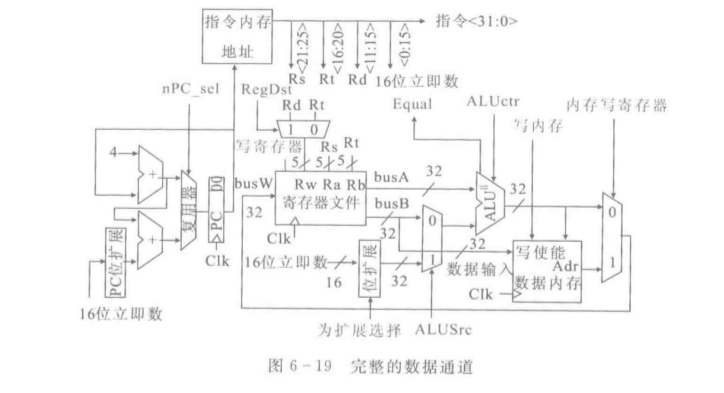 指令内存
地址
指令<31:0>
<21:25>
<16:20>
<11:15>
<0:15>
Rs
Rt
Rd
16位立即数
nPC_sel
RegDst
Rd Rt
1 0
写寄存器
Equal
ALUctr
写内存
内存写寄存器
4
+
+
复用器
PC
Clk
PC位扩展
16位立即数
busW
32
5
5
5
Rs
Rt
Rw Ra Rb
寄存器文件
Clk
busA
32
busB
32
0
1
ALU
=
32
16位立即数
16
位扩展
32
为扩展选择
ALUSrc
32
数据输入
写使能
Adr
数据内存
Clk
0
1
图 6-19 完整的数据通道